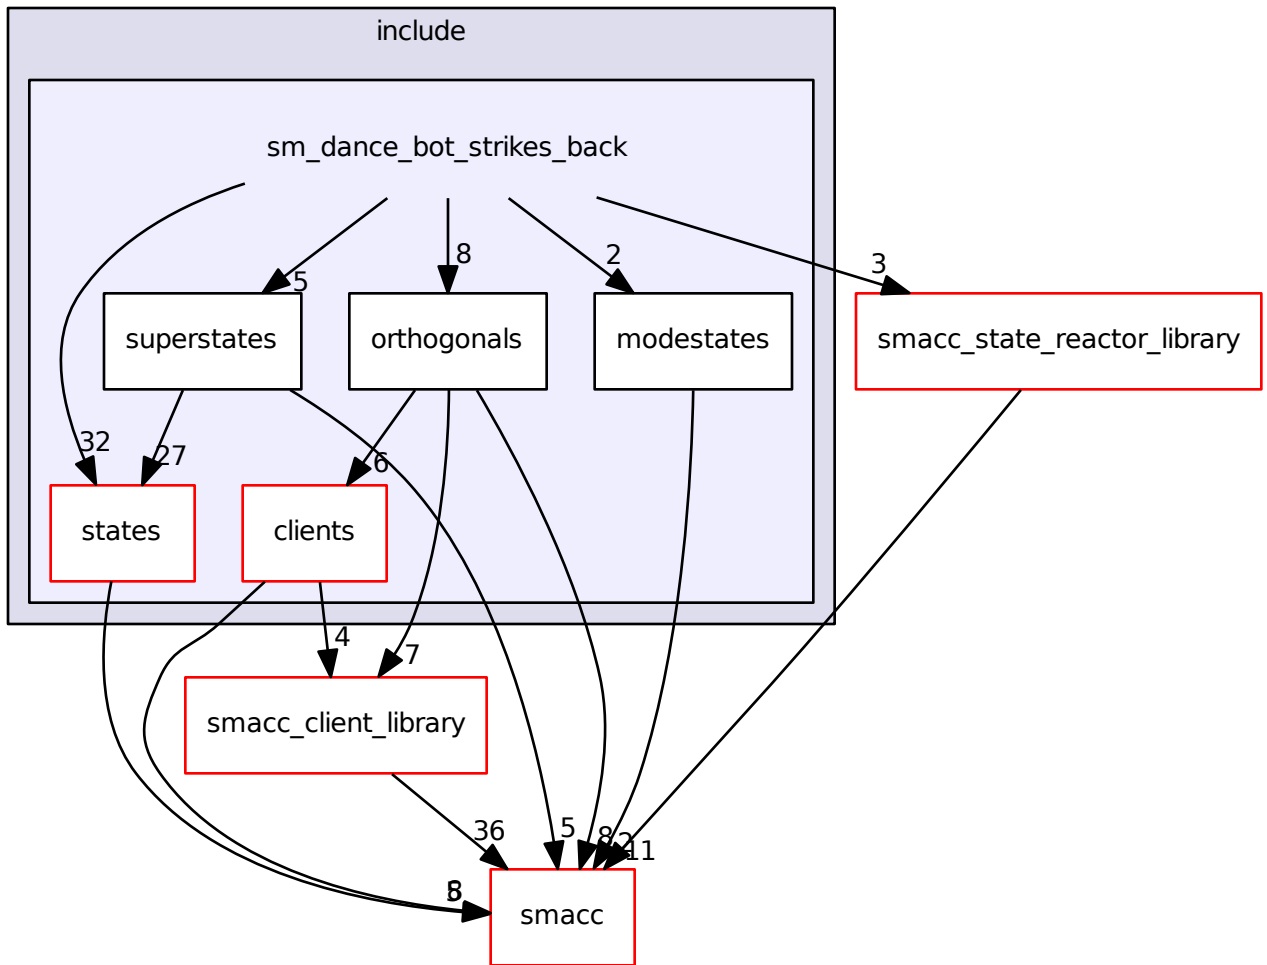 include
sm_dance_bot_strikes_back
8
2
3
5
superstates
orthogonals
modestates
smacc_state_reactor_library
32
27
6
states
clients
4
7
smacc_client_library
36
5
8
2
11
smacc